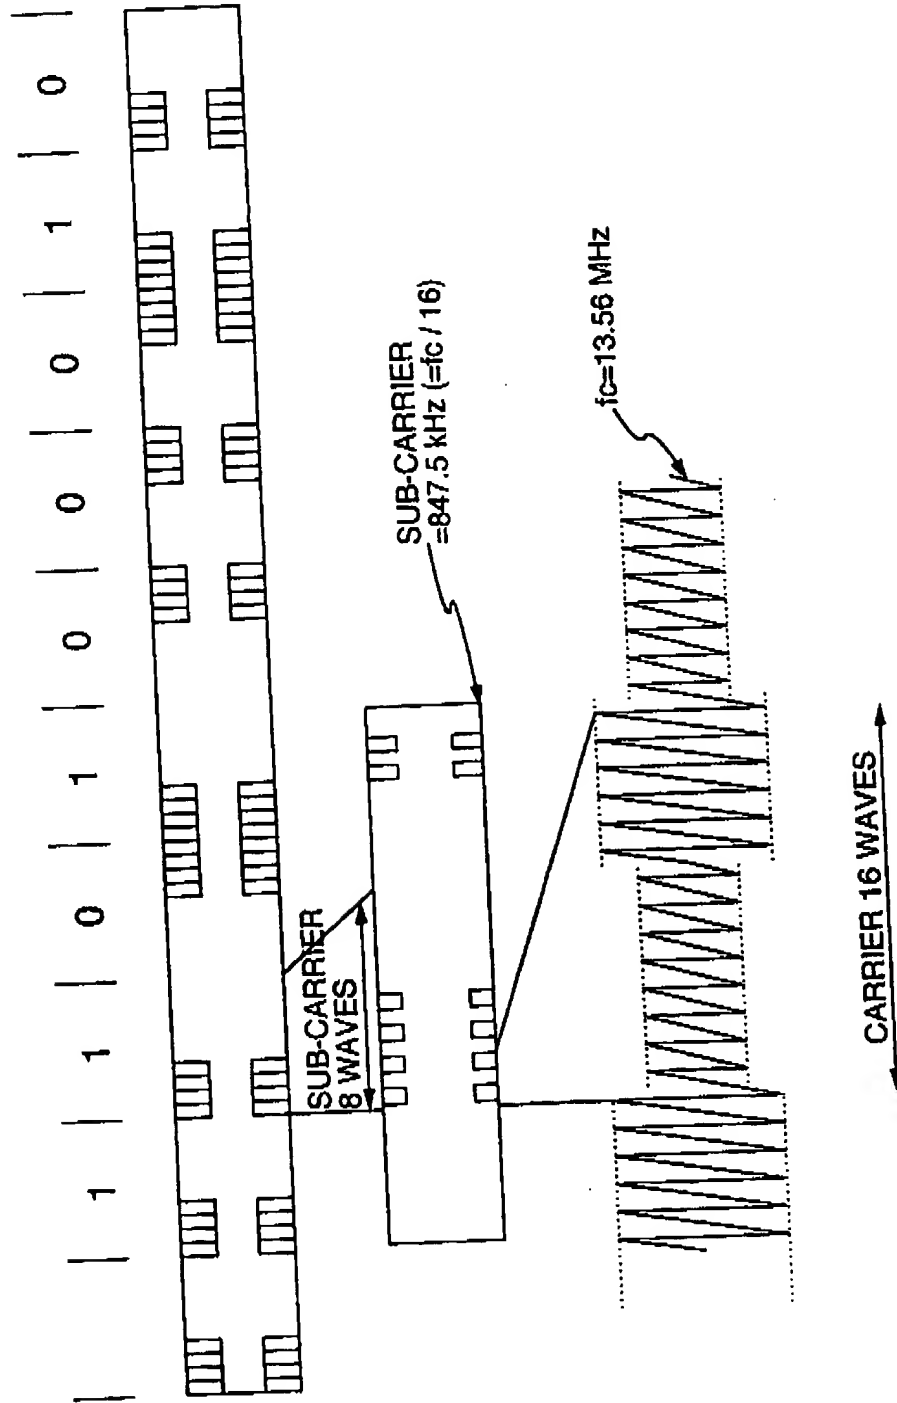 1 1 0 1 0 0 0 1 0
SUB-CARRIER
8 WAVES
SUB-CARRIER
=847.5 kHz (=fc / 16)
fc=13.56 MHz
CARRIER 16 WAVES